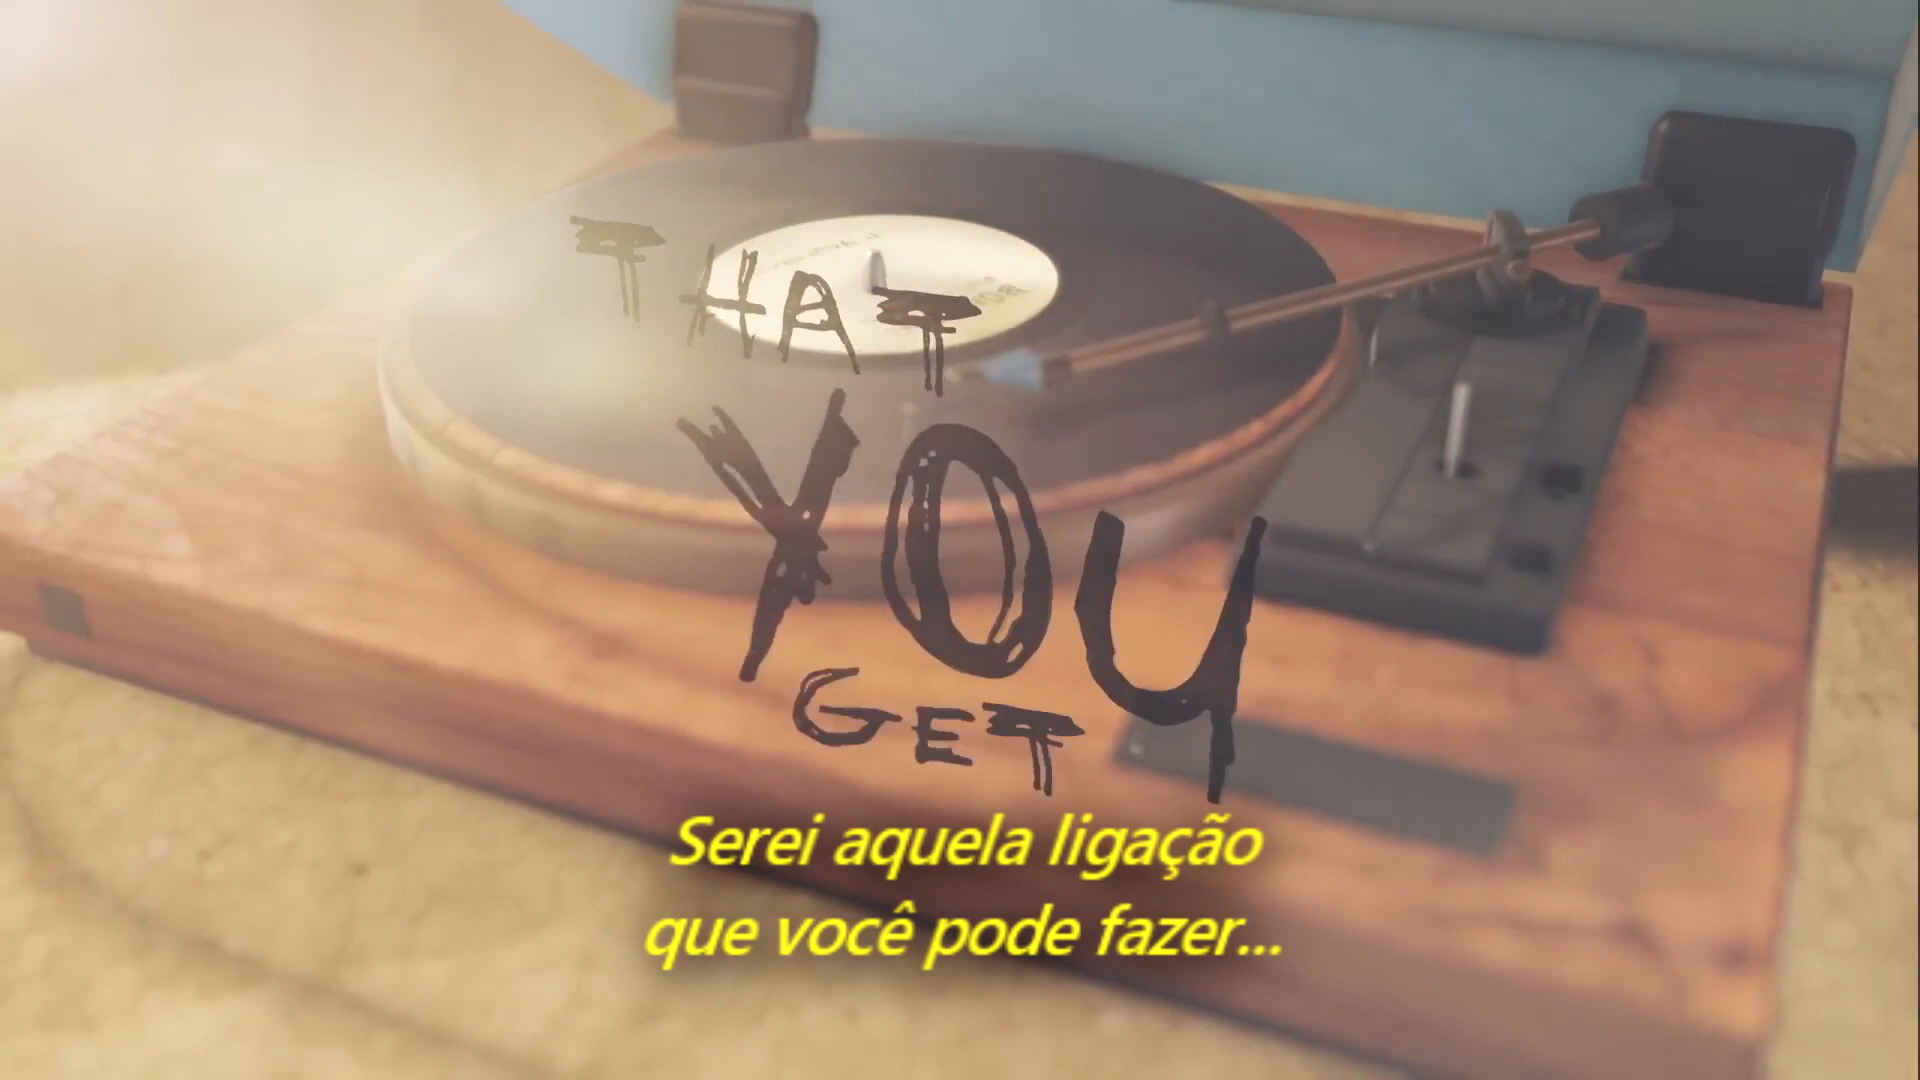 THAT
YOU
GET
Serei aquela ligação
que você pode fazer...